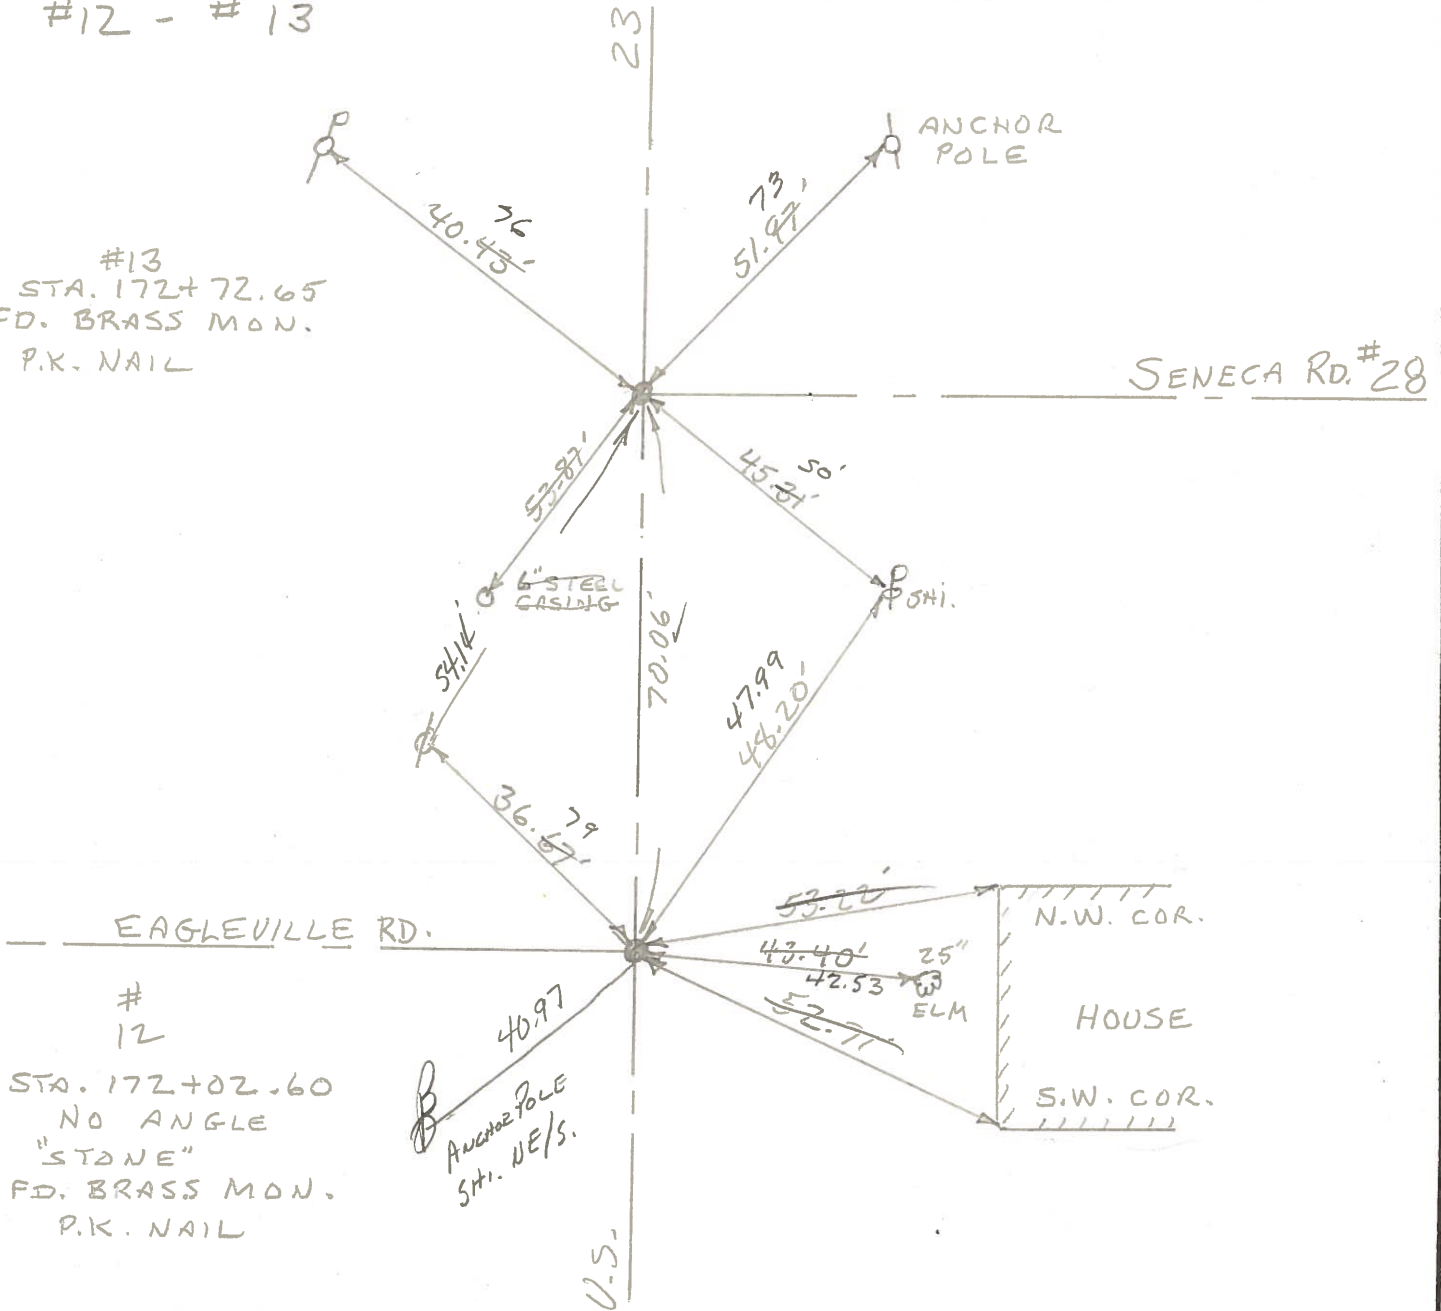 #12 - #13
23
ANCHOR
POLE
40.43' 36
51.97' 73
#13
STA. 172+72.65
FD. BRASS MON.
P.K. NAIL
SENECA RD. #28
53.87'
45.31' 50'
6" STEEL
CASING
SHI.
54.14'
70.06'
47.99
48.20'
36.67' 79
53.22'
N.W. COR.
EAGLEVILLE RD.
43.40'
42.53
25"
ELM
52.71
HOUSE
S.W. COR.
#
12
STA. 172+02.60
NO ANGLE
"STONE"
FD. BRASS MON.
P.K. NAIL
40.97
ANCHOR POLE
SHI. NE/S.
U.S.